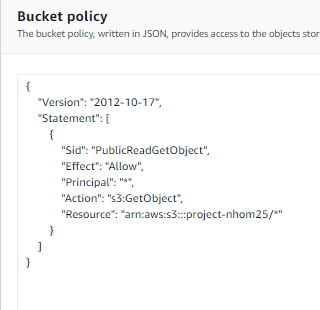 Bucket policy
The bucket policy, written in JSON, provides access to the objects stor
{
"Version": "2012-10-17",
"Statement": [
{
"Sid": "PublicReadGetObject",
"Effect": "Allow",
"Principal": "*",
"Action": "s3:GetObject",
"Resource": "arn:aws:s3:::project-nhom25/*"
}
]
}